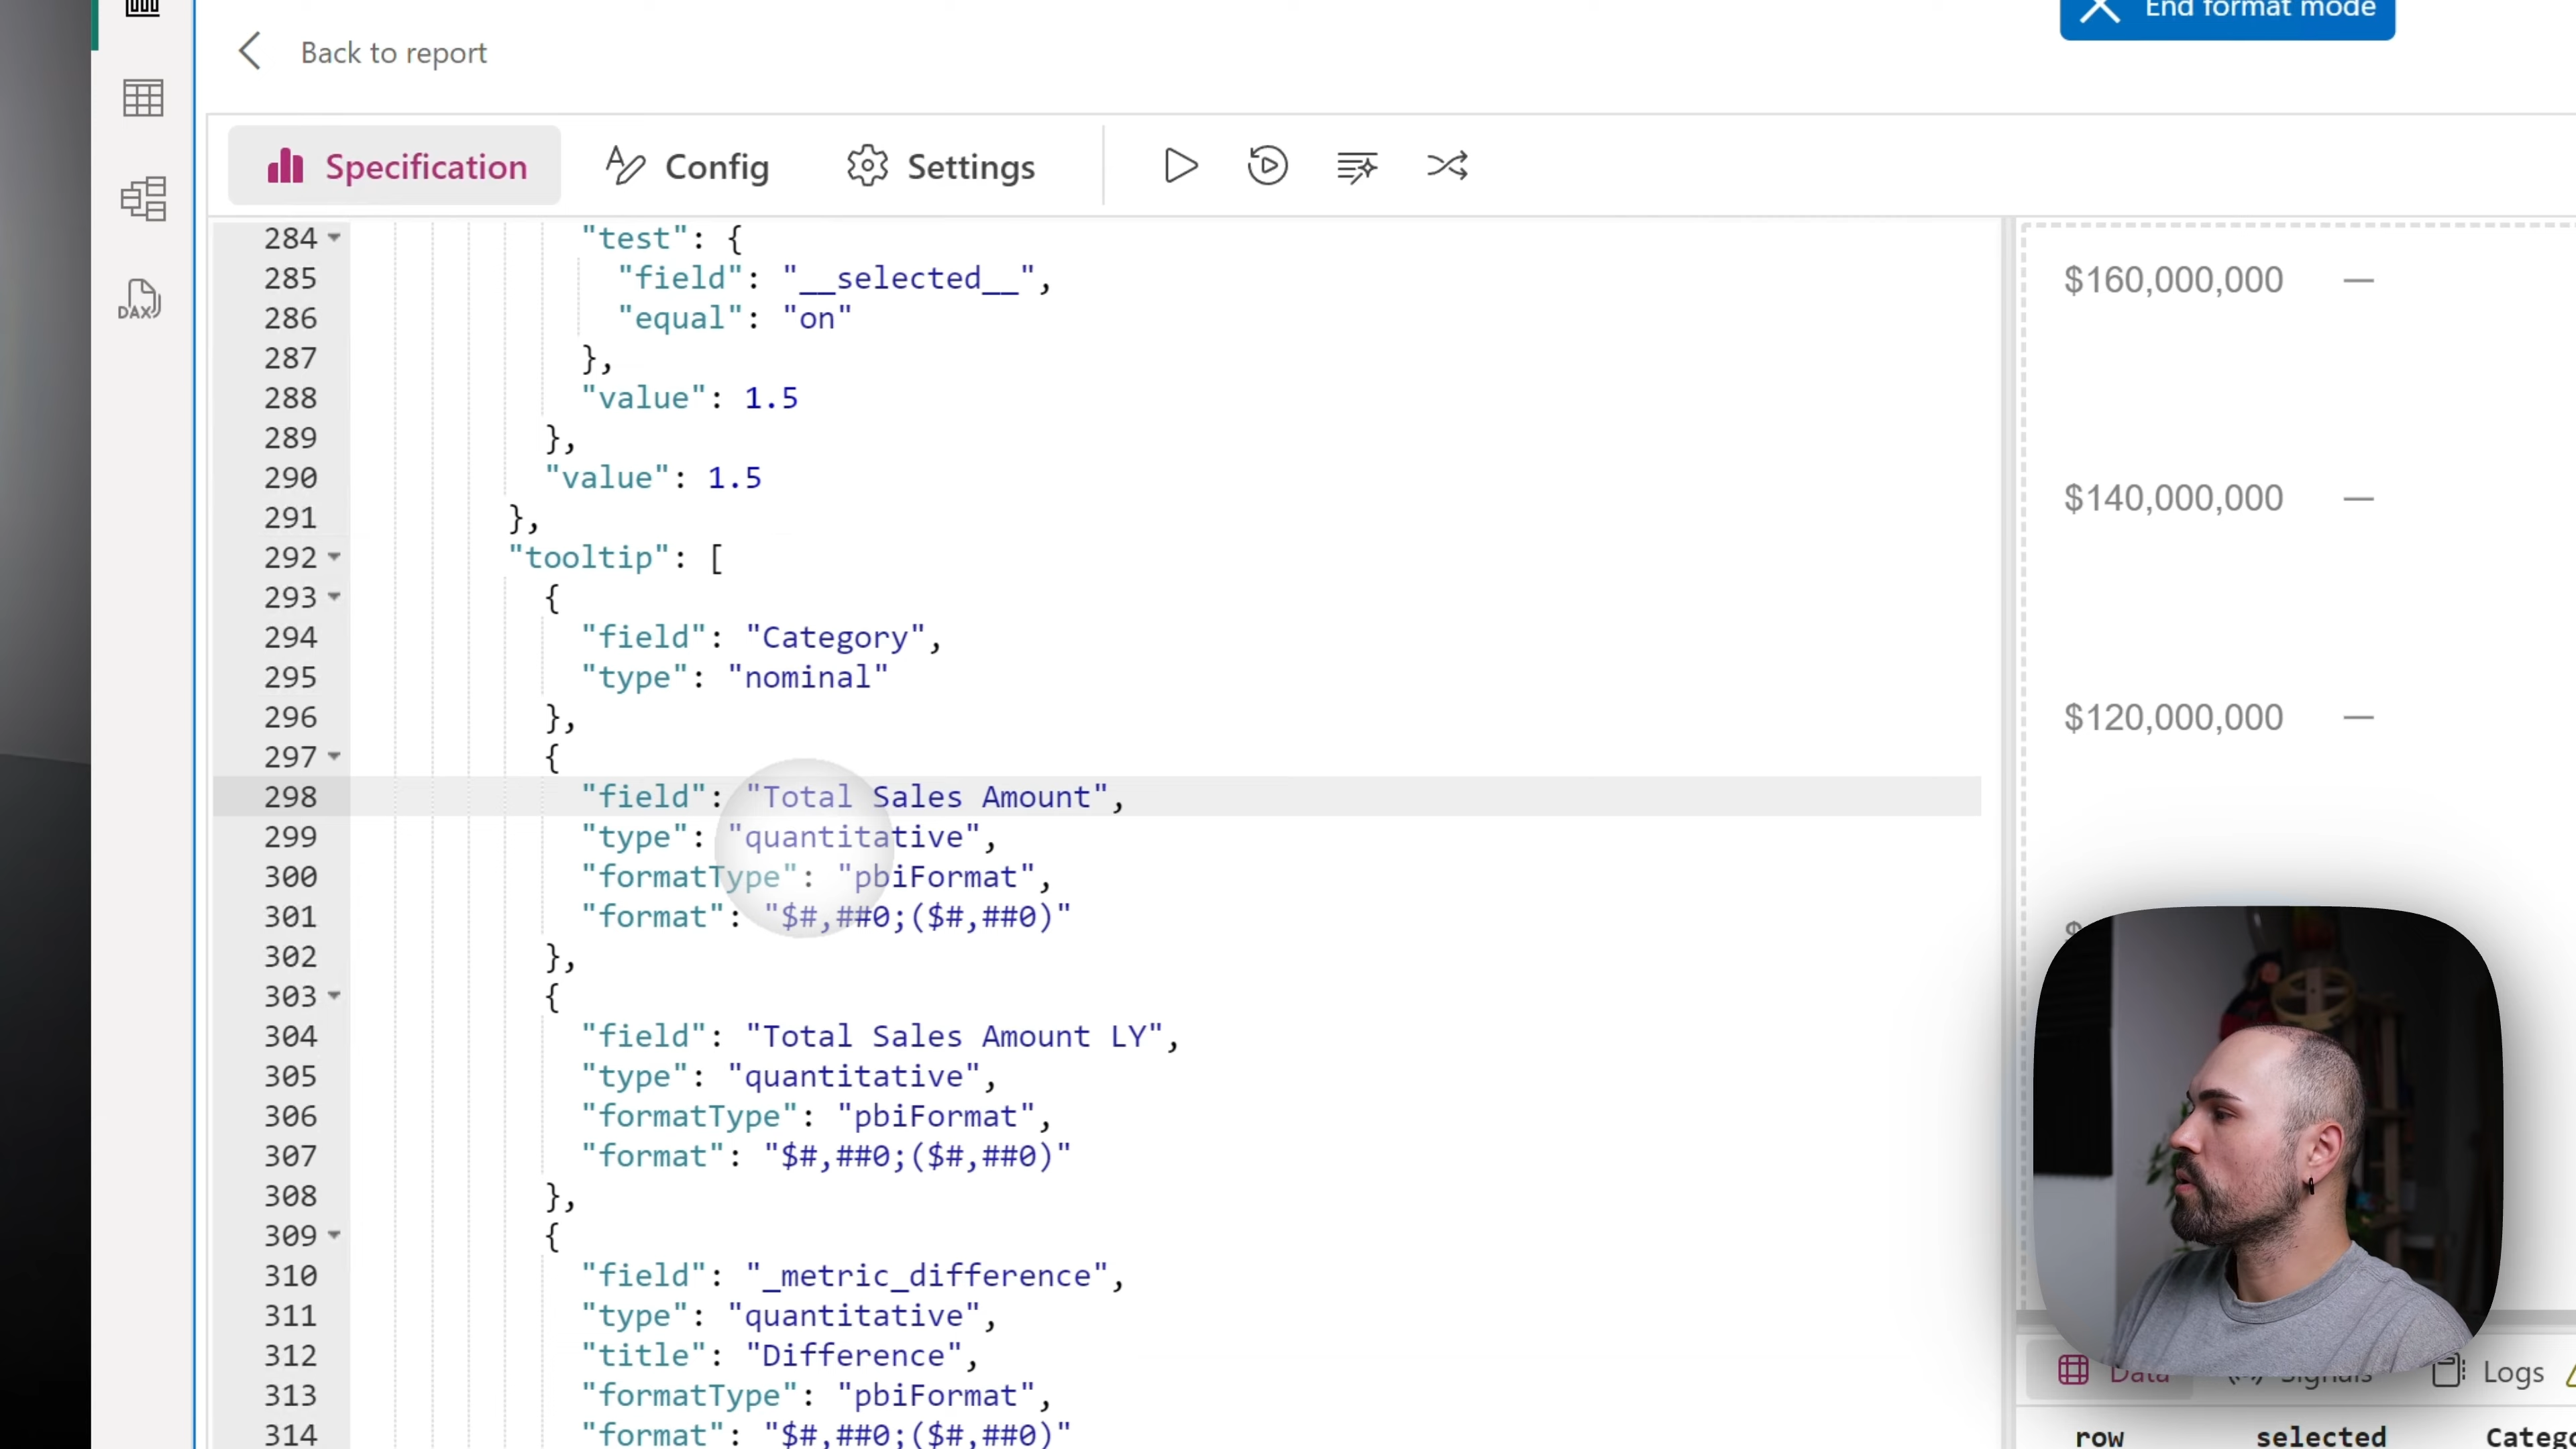 End format mode
Back to report
Specification
Config
Settings
DAX
284 "test": {
285 "field": "__selected__",
286 "equal": "on"
287 },
288 "value": 1.5
289 },
290 "value": 1.5
291 },
292 "tooltip": [
293 {
294 "field": "Category",
295 "type": "nominal"
296 },
297 {
298 "field": "Total Sales Amount",
299 "type": "quantitative",
300 "formatType": "pbiFormat",
301 "format": "$#,##0;($#,##0)"
302 },
303 {
304 "field": "Total Sales Amount LY",
305 "type": "quantitative",
306 "formatType": "pbiFormat",
307 "format": "$#,##0;($#,##0)"
308 },
309 {
310 "field": "_metric_difference",
311 "type": "quantitative",
312 "title": "Difference",
313 "formatType": "pbiFormat",
314 "format": "$#,##0;($#,##0)"
$160,000,000
$140,000,000
$120,000,000
$
Data
Signals
Logs
row
selected
Catego